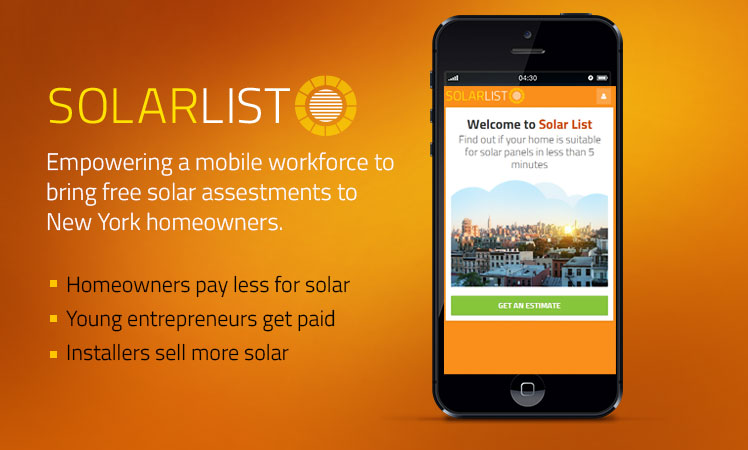 SOLARLIST
Empowering a mobile workforce to
bring free solar assestments to
New York homeowners.
Homeowners pay less for solar
Young entrepreneurs get paid
Installers sell more solar
04:30
SOLARLIST
Welcome to Solar List
Find out if your home is suitable
for solar panels in less than 5
minutes
GET AN ESTIMATE